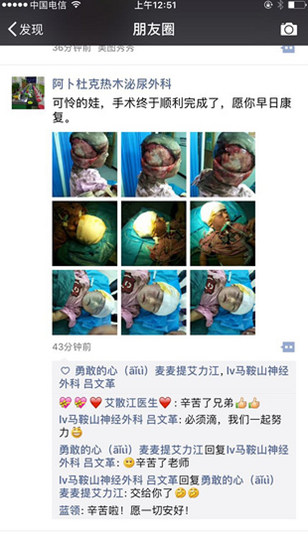 中国电信 上午12:51
发现 朋友圈
36分钟前 美图秀秀
阿卜杜克热木泌尿外科
可怜的娃，手术终于顺利完成了，愿你早日康
复。
43分钟前
勇敢的心（āīūì）麦麦提艾力江, lv马鞍山神经
外科 吕文革
艾散江医生: 辛苦了兄弟
lv马鞍山神经外科 吕文革: 必须滴，我们一起努
力
勇敢的心（āīūì）麦麦提艾力江回复lv马鞍山神
经外科 吕文革: 辛苦了老师
lv马鞍山神经外科 吕文革回复勇敢的心（āīūì）
麦麦提艾力江: 交给你了
蓝领: 辛苦啦！愿一切安好！